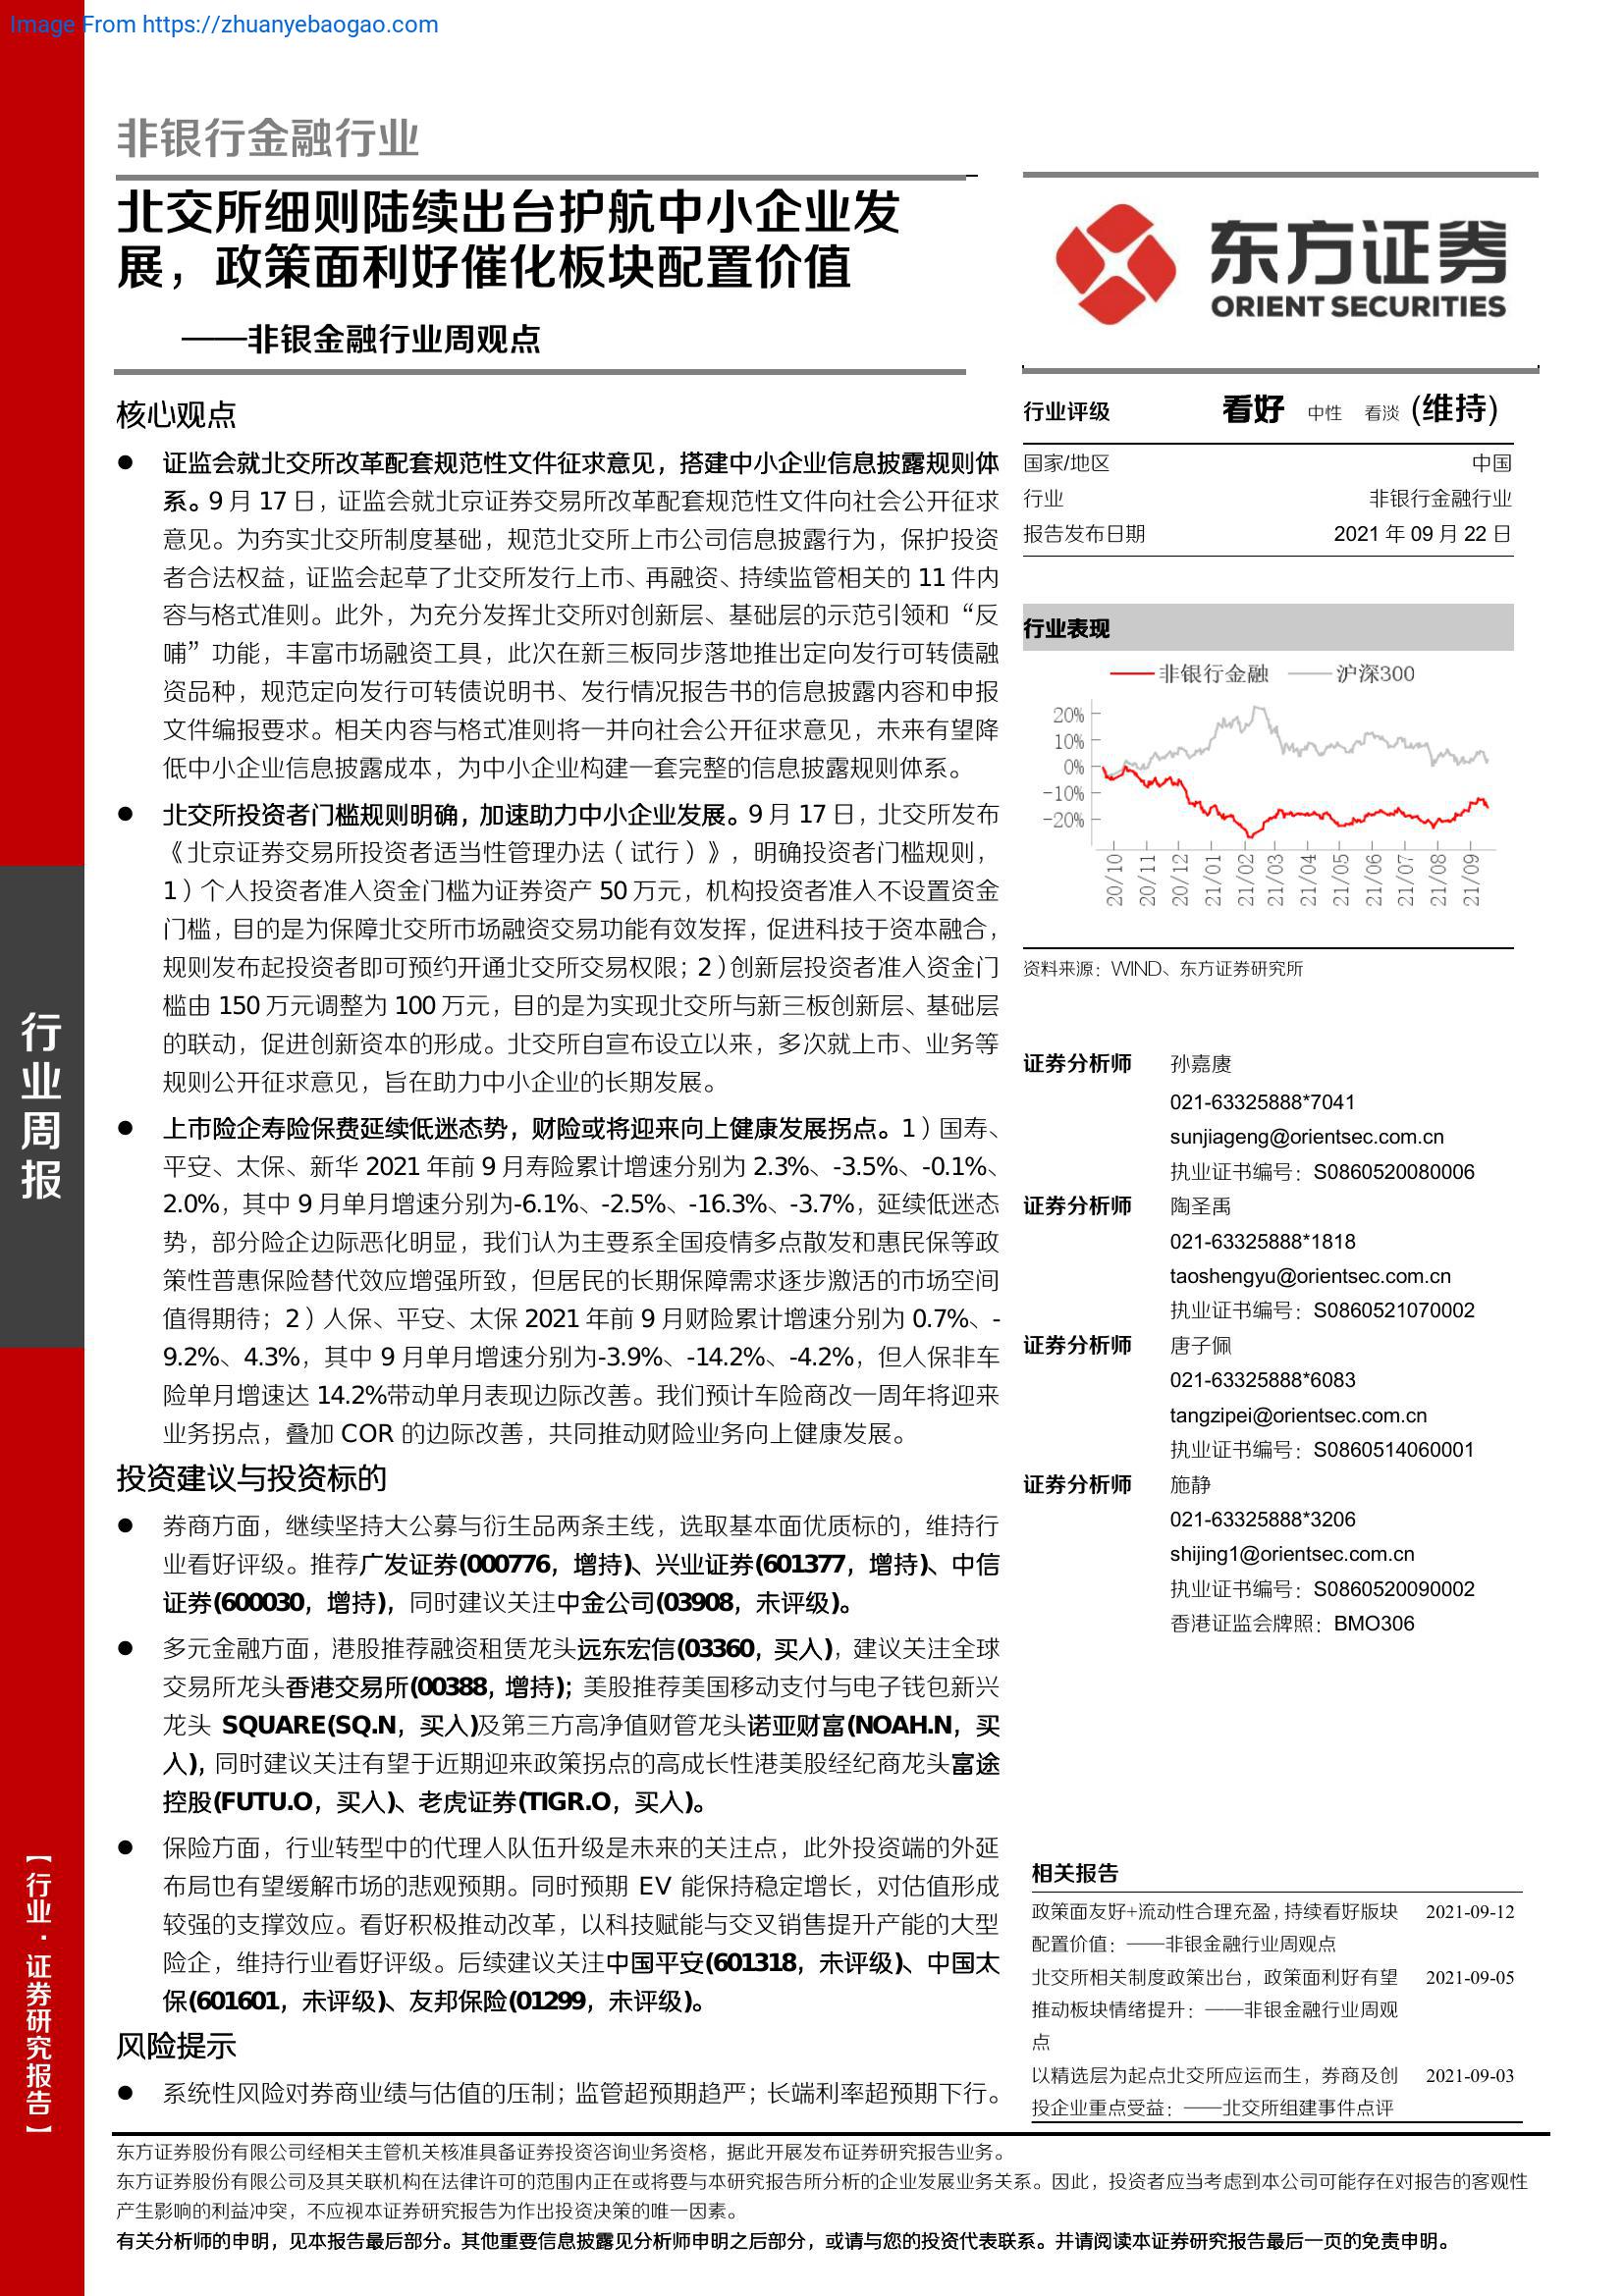 Image From https://zhuanyebaogao.com
非银行金融行业
北交所细则陆续出台护航中小企业发
展，政策面利好催化板块配置价值
——非银金融行业周观点
核心观点
● 证监会就北交所改革配套规范性文件征求意见，搭建中小企业信息披露规则体
系。9 月 17 日，证监会就北京证券交易所改革配套规范性文件向社会公开征求
意见。为夯实北交所制度基础，规范北交所上市公司信息披露行为，保护投资
者合法权益，证监会起草了北交所发行上市、再融资、持续监管相关的 11 件内
容与格式准则。此外，为充分发挥北交所对创新层、基础层的示范引领和“反
哺”功能，丰富市场融资工具，此次在新三板同步落地推出定向发行可转债融
资品种，规范定向发行可转债说明书、发行情况报告书的信息披露内容和申报
文件编报要求。相关内容与格式准则将一并向社会公开征求意见，未来有望降
低中小企业信息披露成本，为中小企业构建一套完整的信息披露规则体系。
● 北交所投资者门槛规则明确，加速助力中小企业发展。9 月 17 日，北交所发布
《北京证券交易所投资者适当性管理办法（试行）》，明确投资者门槛规则，
1）个人投资者准入资金门槛为证券资产 50 万元，机构投资者准入不设置资金
门槛，目的是为保障北交所市场融资交易功能有效发挥，促进科技于资本融合，
规则发布起投资者即可预约开通北交所交易权限；2）创新层投资者准入资金门
槛由 150 万元调整为 100 万元，目的是为实现北交所与新三板创新层、基础层
的联动，促进创新资本的形成。北交所自宣布设立以来，多次就上市、业务等
规则公开征求意见，旨在助力中小企业的长期发展。
● 上市险企寿险保费延续低迷态势，财险或将迎来向上健康发展拐点。1）国寿、
平安、太保、新华 2021 年前 9 月寿险累计增速分别为 2.3%、-3.5%、-0.1%、
2.0%，其中 9 月单月增速分别为-6.1%、-2.5%、-16.3%、-3.7%，延续低迷态
势，部分险企边际恶化明显，我们认为主要系全国疫情多点散发和惠民保等政
策性普惠保险替代效应增强所致，但居民的长期保障需求逐步激活的市场空间
值得期待；2）人保、平安、太保 2021 年前 9 月财险累计增速分别为 0.7%、-
9.2%、4.3%，其中 9 月单月增速分别为-3.9%、-14.2%、-4.2%，但人保非车
险单月增速达 14.2%带动单月表现边际改善。我们预计车险商改一周年将迎来
业务拐点，叠加 COR 的边际改善，共同推动财险业务向上健康发展。
投资建议与投资标的
● 券商方面，继续坚持大公募与衍生品两条主线，选取基本面优质标的，维持行
业看好评级。推荐广发证券(000776，增持)、兴业证券(601377，增持)、中信
证券(600030，增持)，同时建议关注中金公司(03908，未评级)。
● 多元金融方面，港股推荐融资租赁龙头远东宏信(03360，买入)，建议关注全球
交易所龙头香港交易所(00388，增持)；美股推荐美国移动支付与电子钱包新兴
龙头 SQUARE(SQ.N，买入)及第三方高净值财管龙头诺亚财富(NOAH.N，买
入)，同时建议关注有望于近期迎来政策拐点的高成长性港美股经纪商龙头富途
控股(FUTU.O，买入)、老虎证券(TIGR.O，买入)。
● 保险方面，行业转型中的代理人队伍升级是未来的关注点，此外投资端的外延
布局也有望缓解市场的悲观预期。同时预期 EV 能保持稳定增长，对估值形成
较强的支撑效应。看好积极推动改革，以科技赋能与交叉销售提升产能的大型
险企，维持行业看好评级。后续建议关注中国平安(601318，未评级)、中国太
保(601601，未评级)、友邦保险(01299，未评级)。
风险提示
● 系统性风险对券商业绩与估值的压制；监管超预期趋严；长端利率超预期下行。
东方证券
ORIENT SECURITIES
行业评级 看好 中性 看淡 (维持)
国家/地区 中国
行业 非银行金融行业
报告发布日期 2021 年 09 月 22 日
行业表现
非银行金融 沪深300
20%
10%
0%
-10%
-20%
20/10 20/11 20/12 21/01 21/02 21/03 21/04 21/05 21/06 21/07 21/08 21/09
资料来源：WIND、东方证券研究所
证券分析师 孙嘉赓
021-63325888*7041
sunjiageng@orientsec.com.cn
执业证书编号：S0860520080006
证券分析师 陶圣禹
021-63325888*1818
taoshengyu@orientsec.com.cn
执业证书编号：S0860521070002
证券分析师 唐子佩
021-63325888*6083
tangzipei@orientsec.com.cn
执业证书编号：S0860514060001
证券分析师 施静
021-63325888*3206
shijing1@orientsec.com.cn
执业证书编号：S0860520090002
香港证监会牌照：BMO306
相关报告
政策面友好+流动性合理充盈，持续看好版块 2021-09-12
配置价值：——非银金融行业周观点
北交所相关制度政策出台，政策面利好有望 2021-09-05
推动板块情绪提升：——非银金融行业周观
点
以精选层为起点北交所应运而生，券商及创 2021-09-03
投企业重点受益：——北交所组建事件点评
行业周报
【行业·证券研究报告】
东方证券股份有限公司经相关主管机关核准具备证券投资咨询业务资格，据此开展发布证券研究报告业务。
东方证券股份有限公司及其关联机构在法律许可的范围内正在或将要与本研究报告所分析的企业发展业务关系。因此，投资者应当考虑到本公司可能存在对报告的客观性
产生影响的利益冲突，不应视本证券研究报告为作出投资决策的唯一因素。
有关分析师的申明，见本报告最后部分。其他重要信息披露见分析师申明之后部分，或请与您的投资代表联系。并请阅读本证券研究报告最后一页的免责申明。